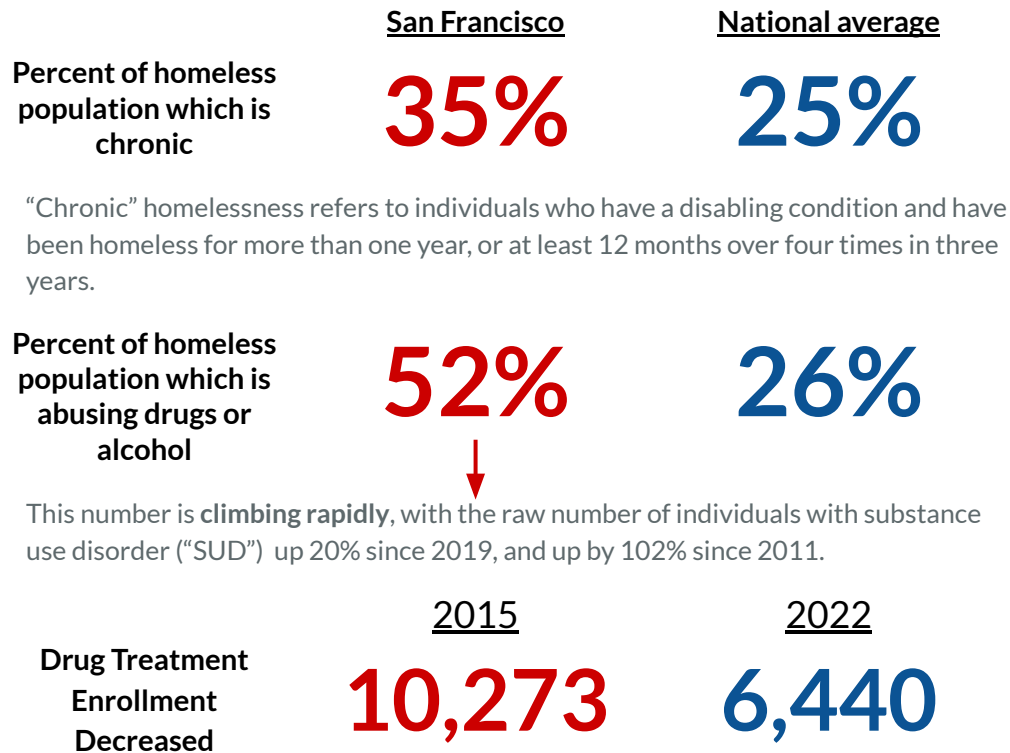 San Francisco National average
Percent of homeless
population which is
chronic
35% 25%
“Chronic” homelessness refers to individuals who have a disabling condition and have
been homeless for more than one year, or at least 12 months over four times in three
years.
Percent of homeless
population which is
abusing drugs or
alcohol
52% 26%
This number is climbing rapidly, with the raw number of individuals with substance
use disorder (“SUD”) up 20% since 2019, and up by 102% since 2011.
2015 2022
Drug Treatment
Enrollment
Decreased
10,273 6,440